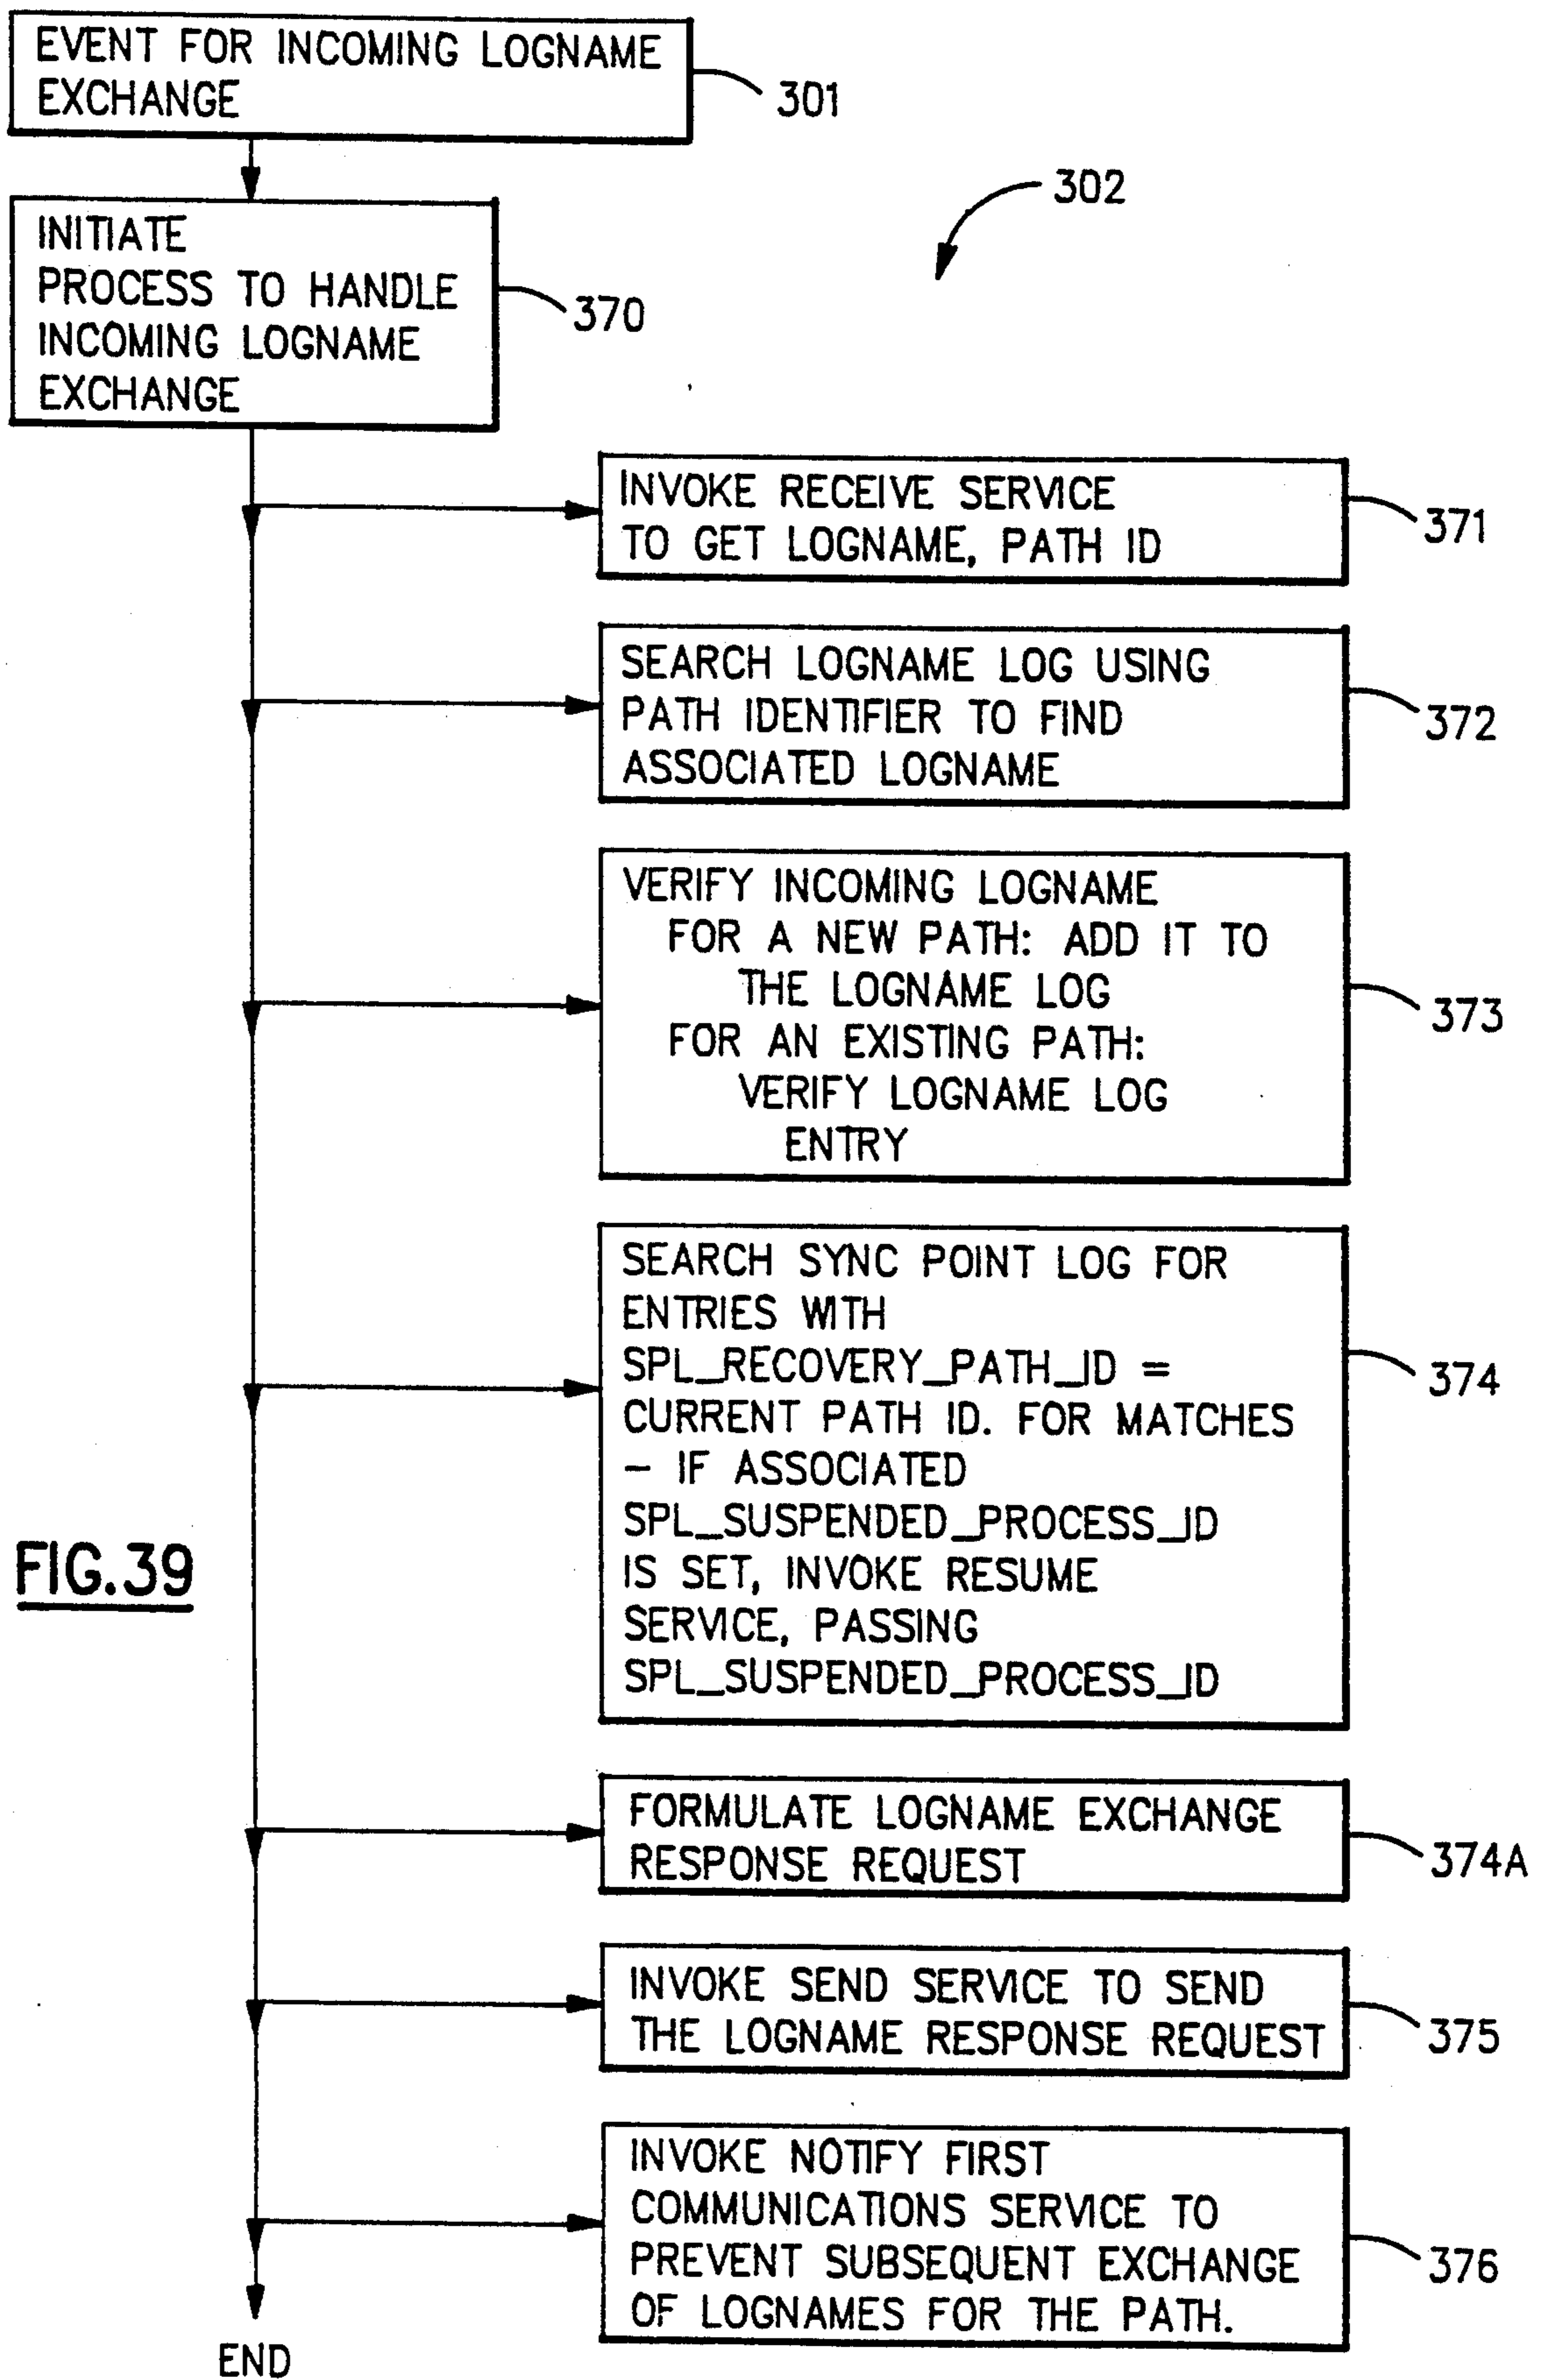 EVENT FOR INCOMING LOGNAME
EXCHANGE
301
302
INITIATE
PROCESS TO HANDLE
INCOMING LOGNAME
EXCHANGE
370
INVOKE RECEIVE SERVICE
TO GET LOGNAME, PATH ID
371
SEARCH LOGNAME LOG USING
PATH IDENTIFIER TO FIND
ASSOCIATED LOGNAME
372
VERIFY INCOMING LOGNAME
FOR A NEW PATH: ADD IT TO
THE LOGNAME LOG
FOR AN EXISTING PATH:
VERIFY LOGNAME LOG
ENTRY
373
SEARCH SYNC POINT LOG FOR
ENTRIES WITH
SPL_RECOVERY_PATH_ID =
CURRENT PATH ID. FOR MATCHES
– IF ASSOCIATED
SPL_SUSPENDED_PROCESS_ID
IS SET, INVOKE RESUME
SERVICE, PASSING
SPL_SUSPENDED_PROCESS_ID
374
FIG.39
FORMULATE LOGNAME EXCHANGE
RESPONSE REQUEST
374A
INVOKE SEND SERVICE TO SEND
THE LOGNAME RESPONSE REQUEST
375
INVOKE NOTIFY FIRST
COMMUNICATIONS SERVICE TO
PREVENT SUBSEQUENT EXCHANGE
OF LOGNAMES FOR THE PATH.
376
END